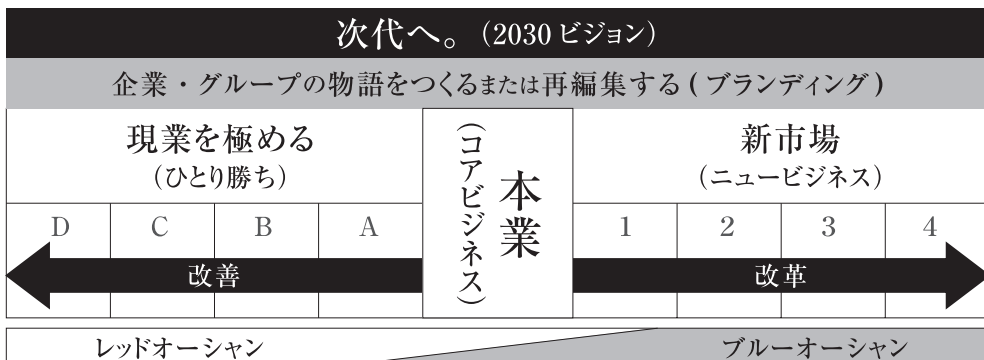 次代へ。(2030 ビジョン)
企業・グループの物語をつくるまたは再編集する(ブランディング)
現業を極める
(ひとり勝ち)
本業
(コアビジネス)
新市場
(ニュービジネス)
D C B A 1 2 3 4
改善 改革
レッドオーシャン ブルーオーシャン